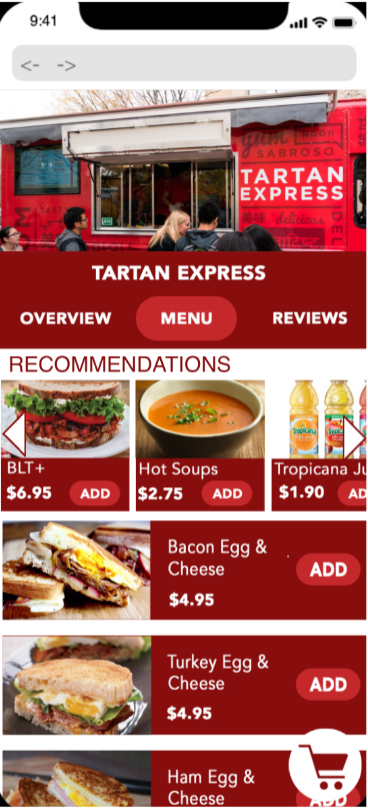 9:41
<- ->
yum
SABROSO
TARTAN
EXPRESS
美味 delicious
TARTAN EXPRESS
OVERVIEW MENU REVIEWS
RECOMMENDATIONS
BLT+ Hot Soups Tropicana Ju
$6.95 ADD $2.75 ADD $1.90 AD
Bacon Egg &
Cheese
ADD
$4.95
Turkey Egg &
Cheese
ADD
$4.95
Ham Egg &
Cheese
ADD